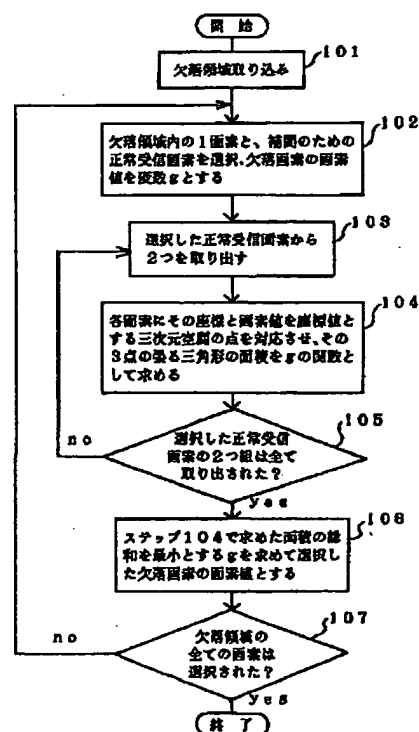 開始
101
欠落領域取り込み
102
欠落領域内の1画素と、補間のための
正常受信画素を選択、欠落画素の画素
値を変数gとする
103
選択した正常受信画素から
2つを取り出す
104
各画素にその座標と画素値を座標値と
する三次元空間の点を対応させ、その
3点の張る三角形の面積をgの関数と
して求める
105
選択した正常受信
画素の2つ組は全て
取り出された?
no
yes
106
ステップ104で求めた面積の総
和を最小とするgを求めて選択し
た欠落画素の画素値とする
107
欠落領域の
全ての画素は
選択された?
no
yes
終了